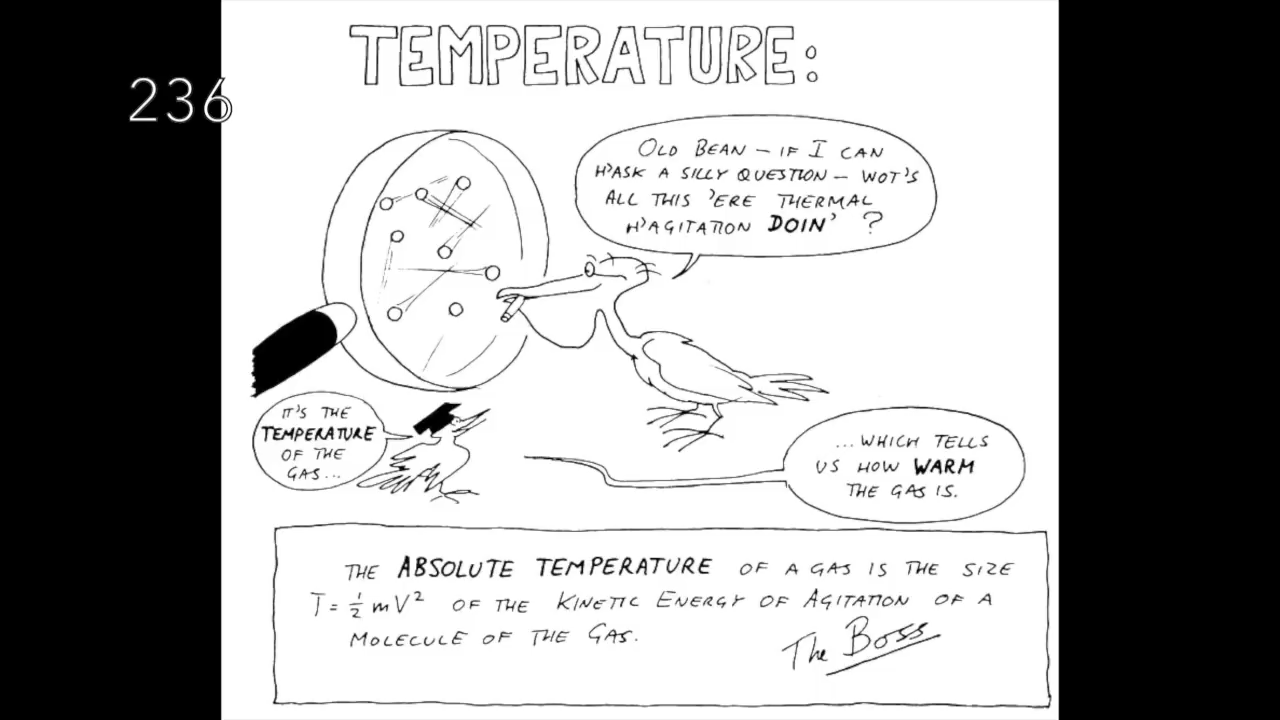 TEMPERATURE:
236
OLD BEAN – IF I CAN
H'ASK A SILLY QUESTION – WOT'S
ALL THIS 'ERE THERMAL
H'AGITATION DOIN' ?
IT'S THE
TEMPERATURE
OF THE
GAS...
...WHICH TELLS
US HOW WARM
THE GAS IS.
THE ABSOLUTE TEMPERATURE OF A GAS IS THE SIZE
T = ½ mV² OF THE KINETIC ENERGY OF AGITATION OF A
MOLECULE OF THE GAS.
The Boss